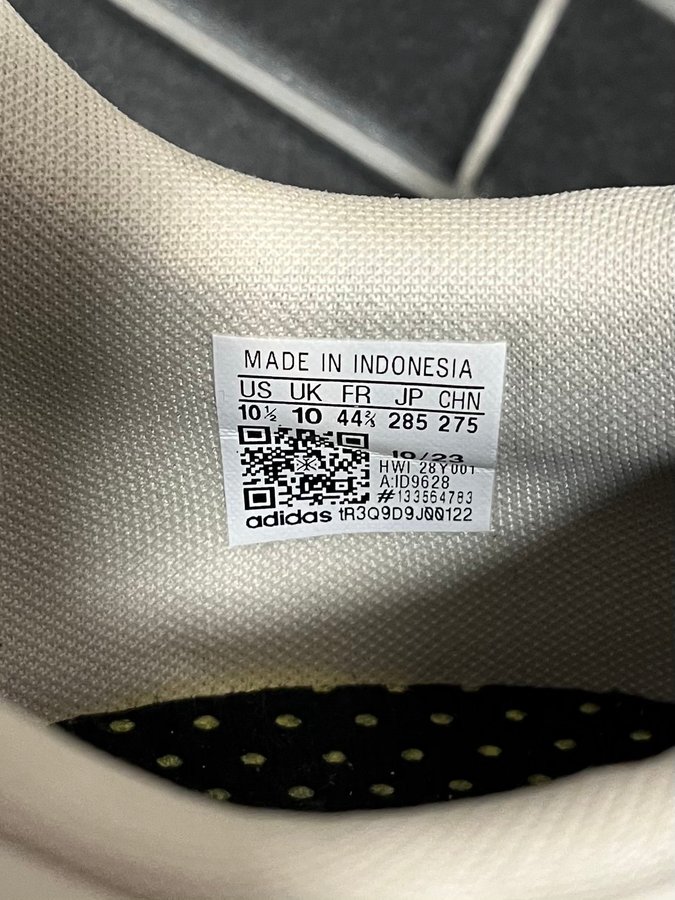 MADE IN INDONESIA
US UK FR JP CHN
10½ 10 44⅔ 285 275
10/23
HWI 28Y001
A:ID9628
#133564783
adidas tR3Q9D9J00122